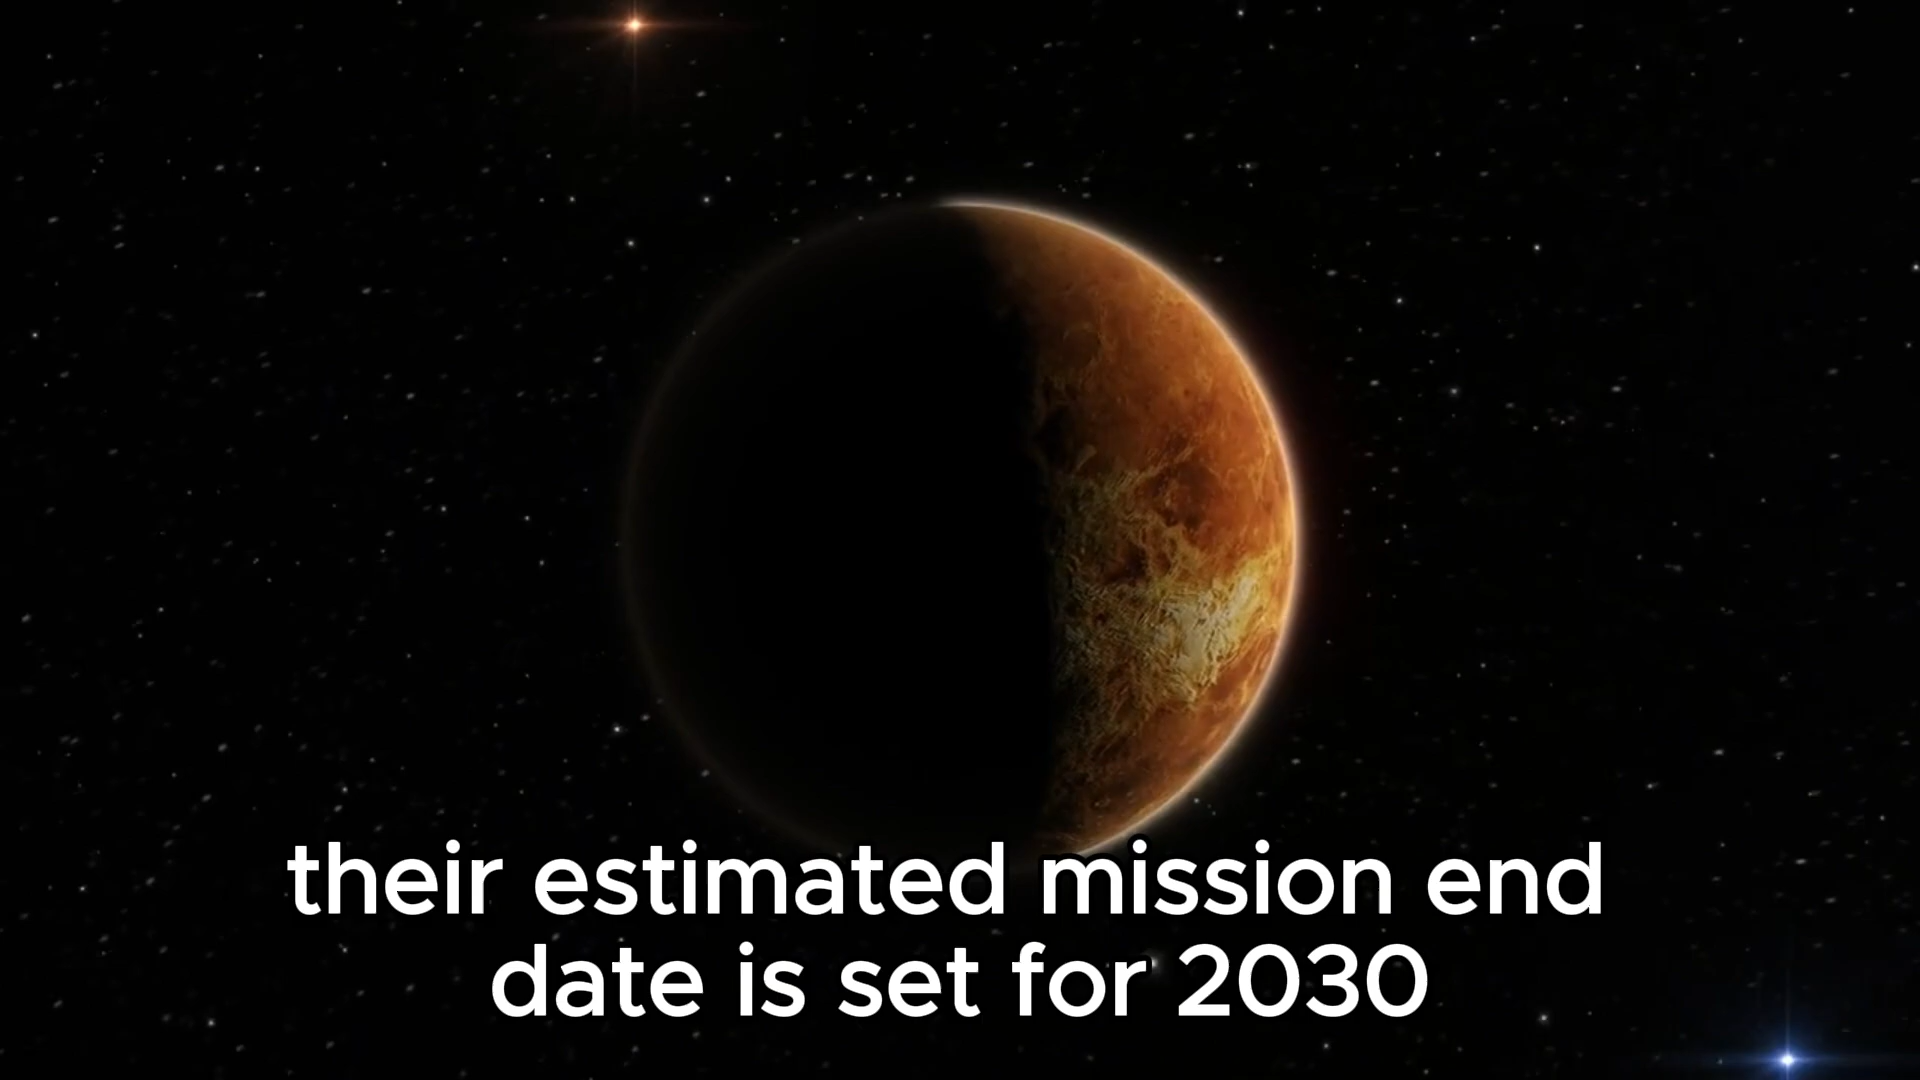 their estimated mission end
date is set for 2030